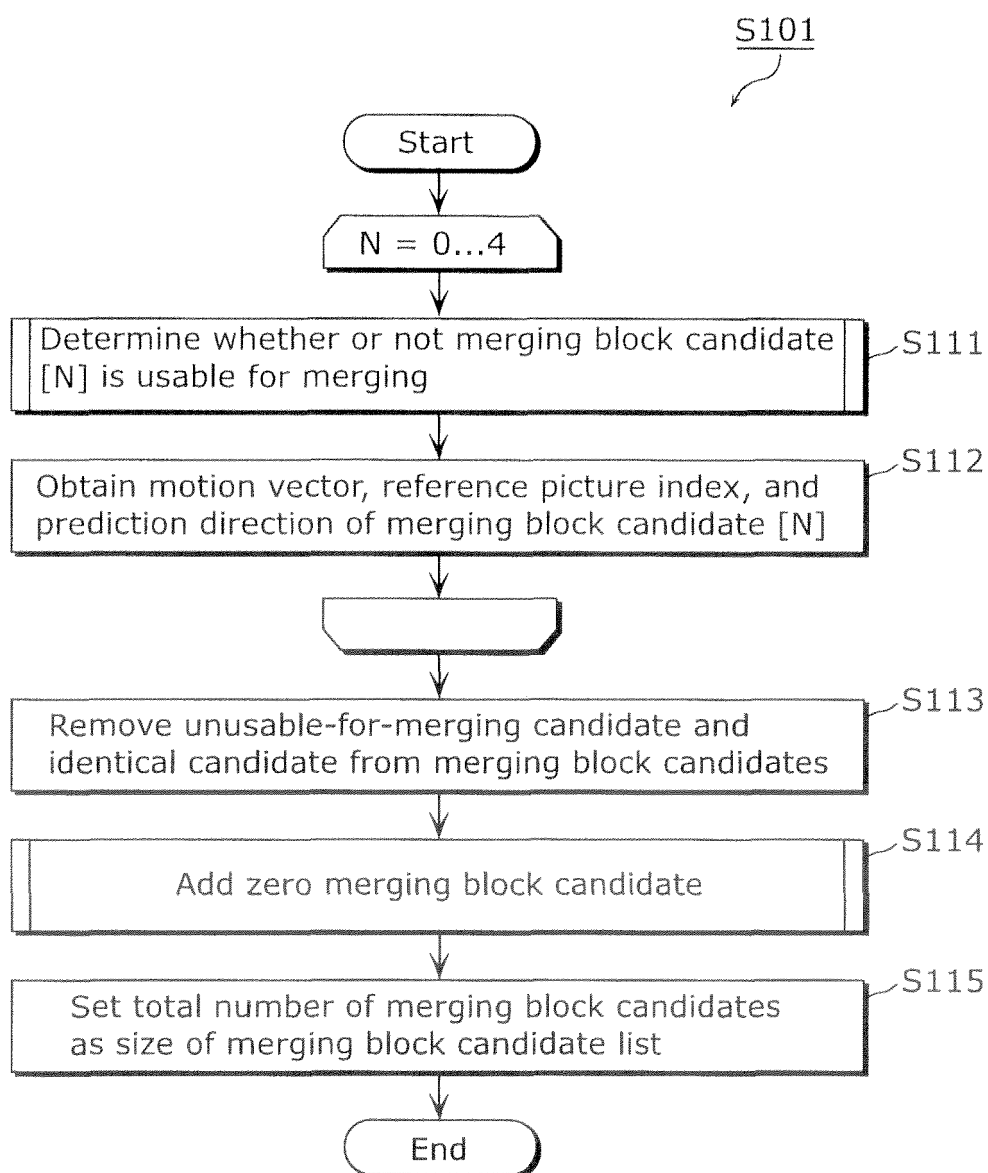 S101
Start
N = 0...4
Determine whether or not merging block candidate
[N] is usable for merging
S111
Obtain motion vector, reference picture index, and
prediction direction of merging block candidate [N]
S112
Remove unusable-for-merging candidate and
identical candidate from merging block candidates
S113
Add zero merging block candidate
S114
Set total number of merging block candidates
as size of merging block candidate list
S115
End